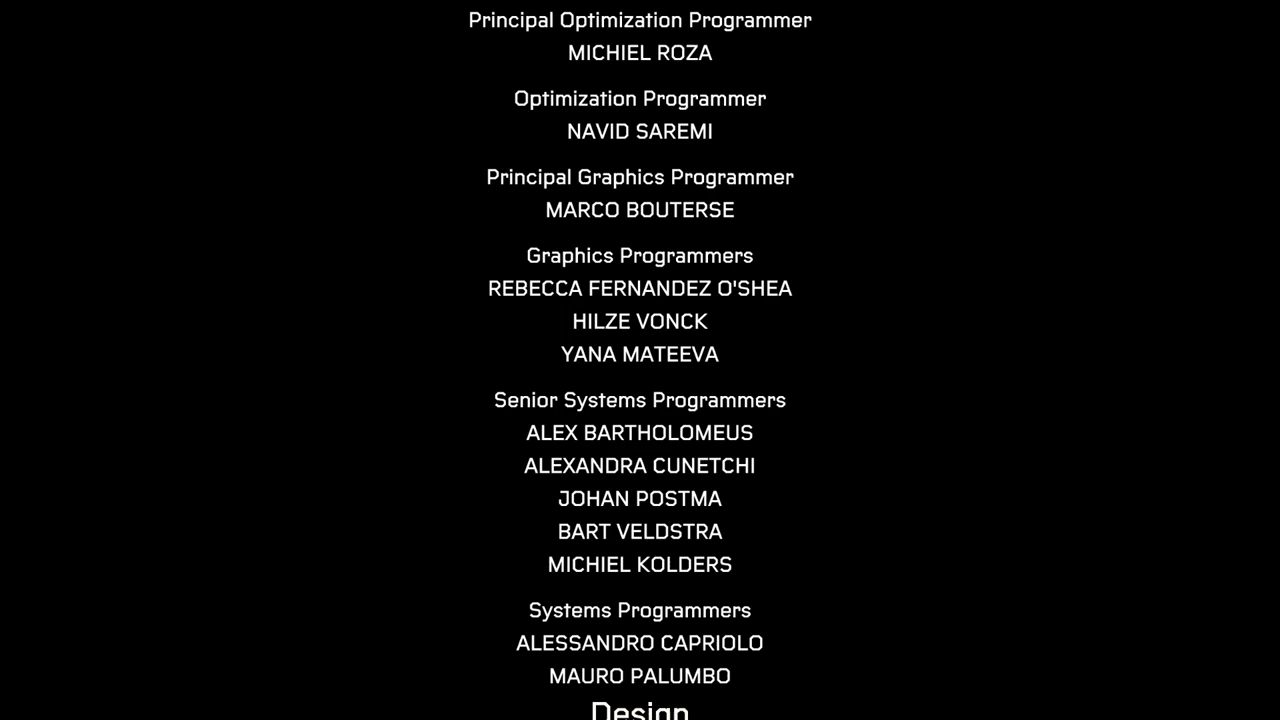 Principal Optimization Programmer
MICHIEL ROZA
Optimization Programmer
NAVID SAREMI
Principal Graphics Programmer
MARCO BOUTERSE
Graphics Programmers
REBECCA FERNANDEZ O'SHEA
HILZE VONCK
YANA MATEEVA
Senior Systems Programmers
ALEX BARTHOLOMEUS
ALEXANDRA CUNETCHI
JOHAN POSTMA
BART VELDSTRA
MICHIEL KOLDERS
Systems Programmers
ALESSANDRO CAPRIOLO
MAURO PALUMBO
Design